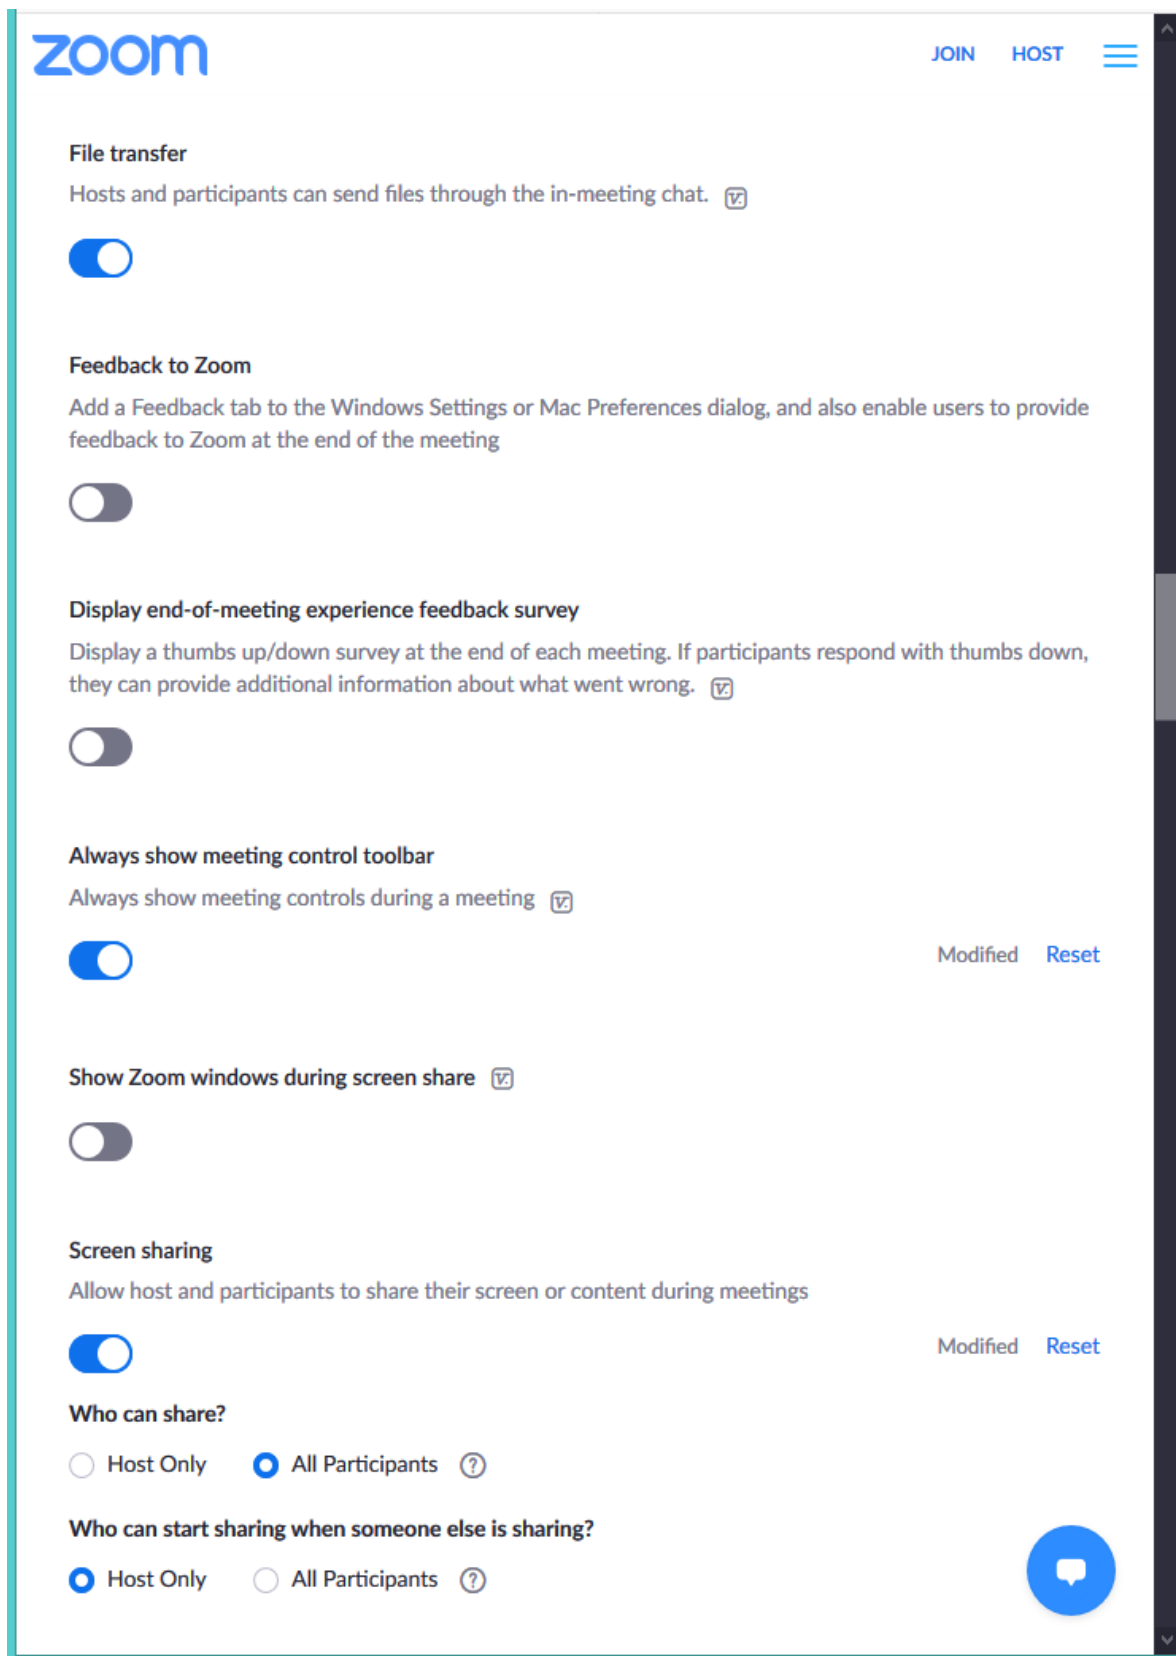 zoom
JOIN HOST
File transfer
Hosts and participants can send files through the in-meeting chat.
Feedback to Zoom
Add a Feedback tab to the Windows Settings or Mac Preferences dialog, and also enable users to provide
feedback to Zoom at the end of the meeting
Display end-of-meeting experience feedback survey
Display a thumbs up/down survey at the end of each meeting. If participants respond with thumbs down,
they can provide additional information about what went wrong.
Always show meeting control toolbar
Always show meeting controls during a meeting
Modified Reset
Show Zoom windows during screen share
Screen sharing
Allow host and participants to share their screen or content during meetings
Modified Reset
Who can share?
Host Only All Participants ?
Who can start sharing when someone else is sharing?
Host Only All Participants ?